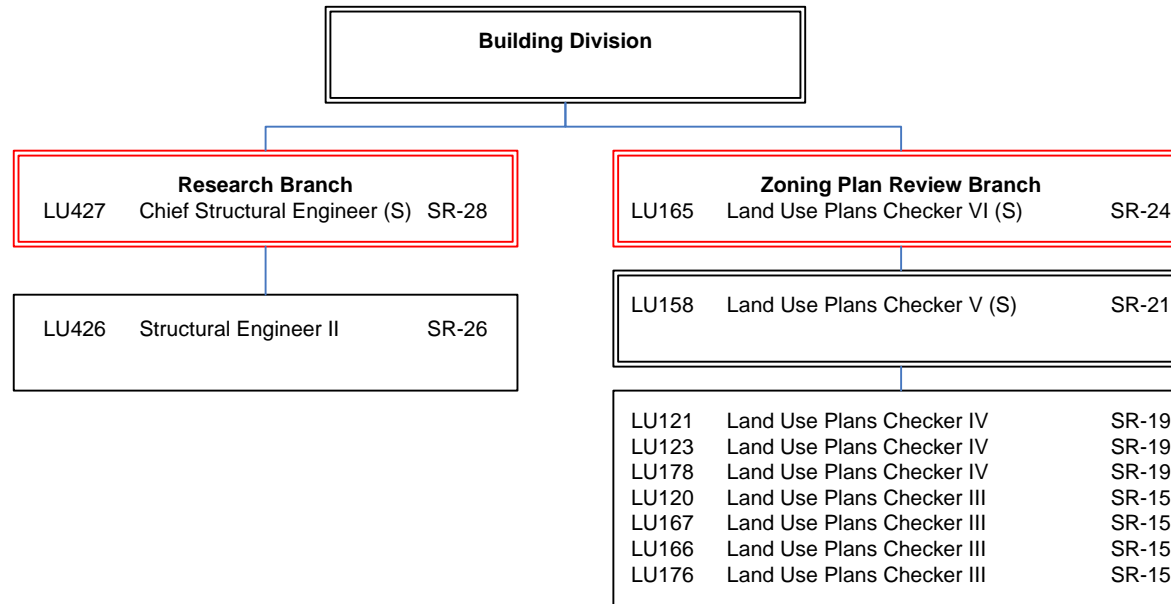 Building Division
Research Branch
LU427 Chief Structural Engineer (S) SR-28
LU426 Structural Engineer II SR-26
Zoning Plan Review Branch
LU165 Land Use Plans Checker VI (S) SR-24
LU158 Land Use Plans Checker V (S) SR-21
LU121 Land Use Plans Checker IV SR-19
LU123 Land Use Plans Checker IV SR-19
LU178 Land Use Plans Checker IV SR-19
LU120 Land Use Plans Checker III SR-15
LU167 Land Use Plans Checker III SR-15
LU166 Land Use Plans Checker III SR-15
LU176 Land Use Plans Checker III SR-15